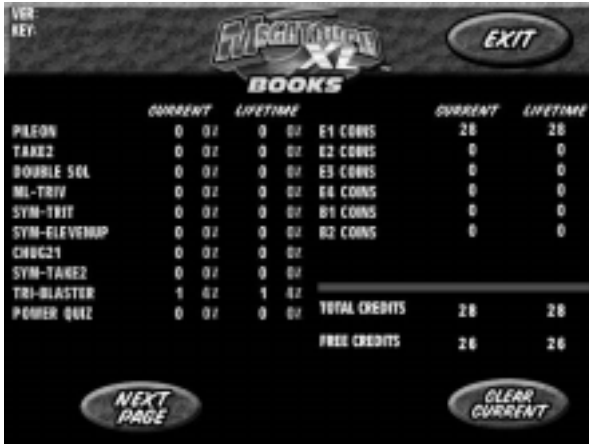 VER:
KEY:
MEGATOUCH
XL
EXIT
BOOKS
CURRENT LIFETIME
PILEON 0 0% 0 0%
TAKE2 0 0% 0 0%
DOUBLE SOL 0 0% 0 0%
ML-TRIV 0 0% 0 0%
SYM-TRIT 0 0% 0 0%
SYM-ELEVENUP 0 0% 0 0%
CHUG21 0 0% 0 0%
SYM-TAKE2 0 0% 0 0%
TRI-BLASTER 1 4% 1 4%
POWER QUIZ 0 0% 0 0%
CURRENT LIFETIME
E1 COINS 28 28
E2 COINS 0 0
E3 COINS 0 0
E4 COINS 0 0
B1 COINS 0 0
B2 COINS 0 0
TOTAL CREDITS 28 28
FREE CREDITS 26 26
NEXT
PAGE
CLEAR
CURRENT